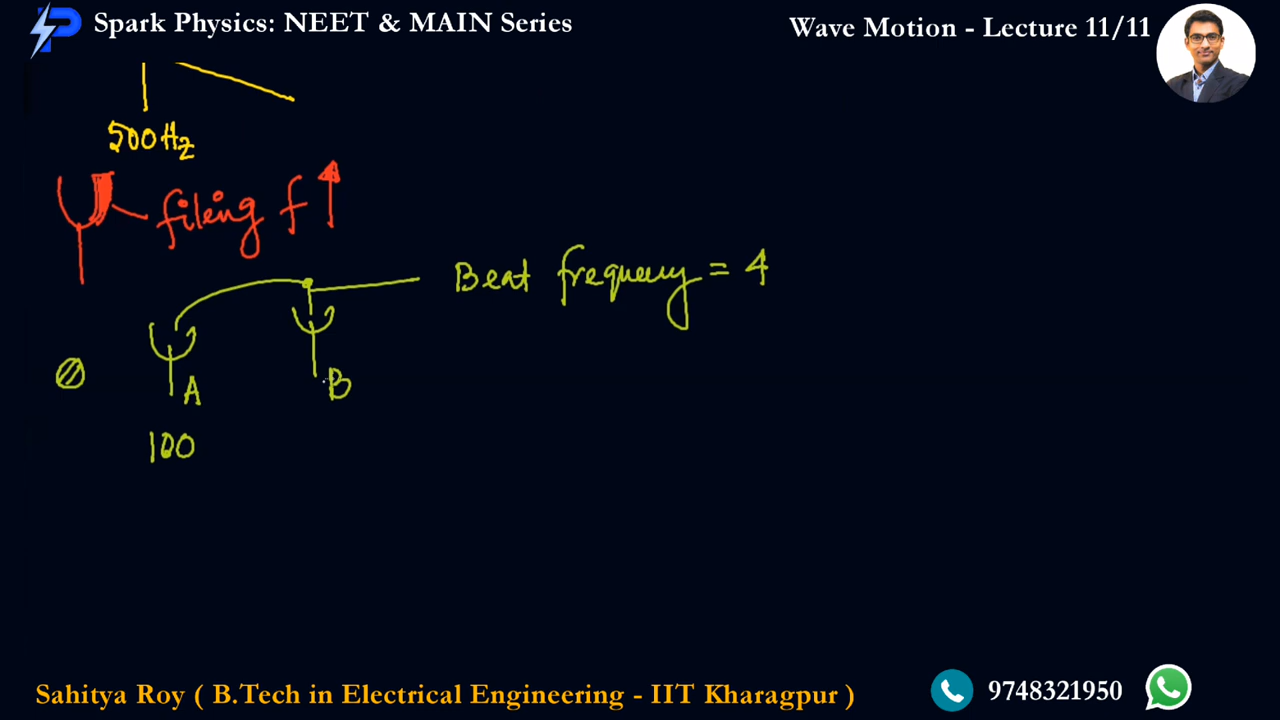 Spark Physics: NEET & MAIN Series
Wave Motion - Lecture 11/11
500Hz
filing f
Beat frequency = 4
A
B
100
Sahitya Roy ( B.Tech in Electrical Engineering - IIT Kharagpur )
9748321950